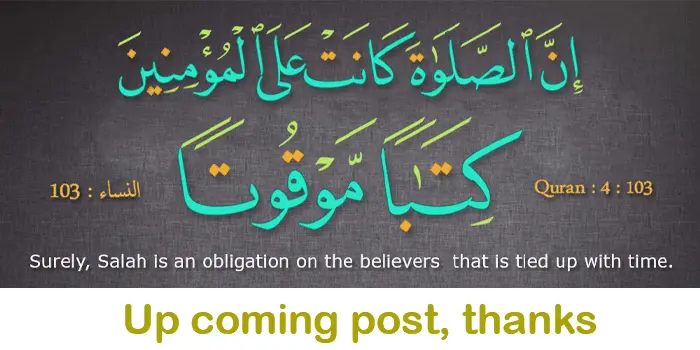 إِنَّ ٱلصَّلَوٰةَ كَانَتْ عَلَى ٱلْمُؤْمِنِينَ
كِتَٰبًا مَّوْقُوتًا
النساء : 103
Quran : 4 : 103
Surely, Salah is an obligation on the believers that is tied up with time.
Up coming post, thanks